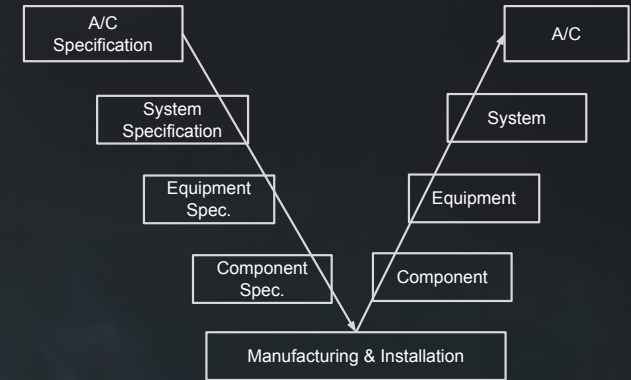 A/C
Specification
A/C
System
Specification
System
Equipment
Spec.
Equipment
Component
Spec.
Component
Manufacturing & Installation